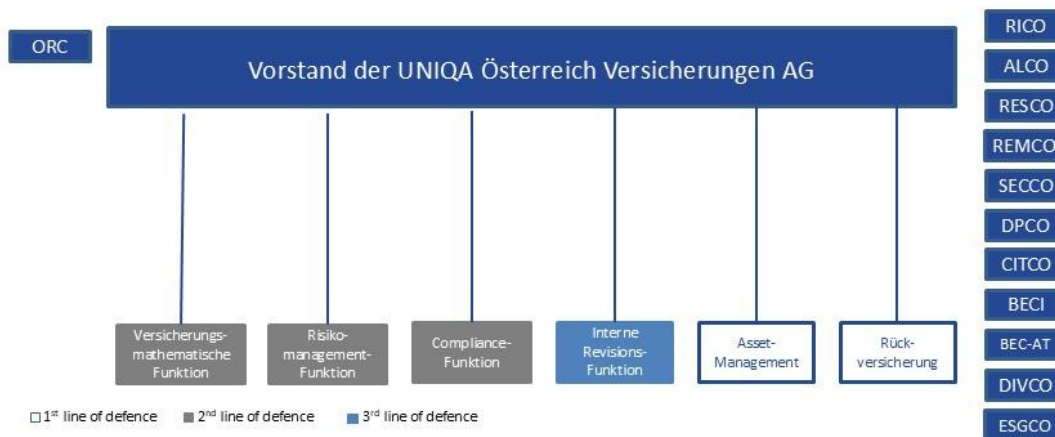 ORC
Vorstand der UNIQA Österreich Versicherungen AG
RICO
ALCO
RESCO
REMCO
SECCO
DPCO
CITCO
BECI
BEC-AT
DIVCO
ESGCO
Versicherungs-
mathematische
Funktion
Risiko-
management-
Funktion
Compliance-
Funktion
Interne
Revisions-
Funktion
Asset-
Management
Rück-
versicherung
1st line of defence
2nd line of defence
3rd line of defence